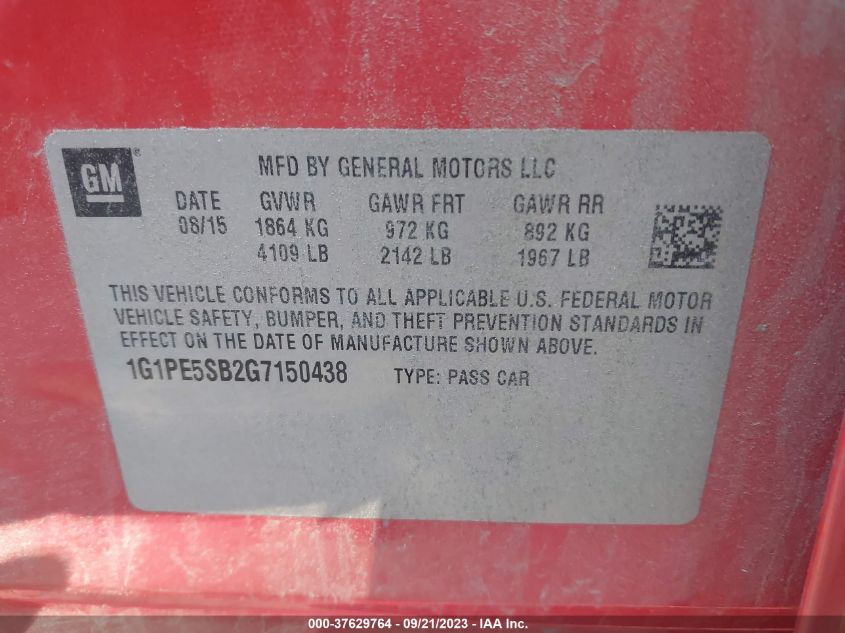 GM®
MFD BY GENERAL MOTORS LLC
DATE GVWR GAWR FRT GAWR RR
08/15 1864 KG 972 KG 892 KG
4109 LB 2142 LB 1967 LB
THIS VEHICLE CONFORMS TO ALL APPLICABLE U.S. FEDERAL MOTOR
VEHICLE SAFETY, BUMPER, AND THEFT PREVENTION STANDARDS IN
EFFECT ON THE DATE OF MANUFACTURE SHOWN ABOVE.
1G1PE5SB2G7150438 TYPE: PASS CAR
000-37629764 - 09/21/2023 - IAA Inc.